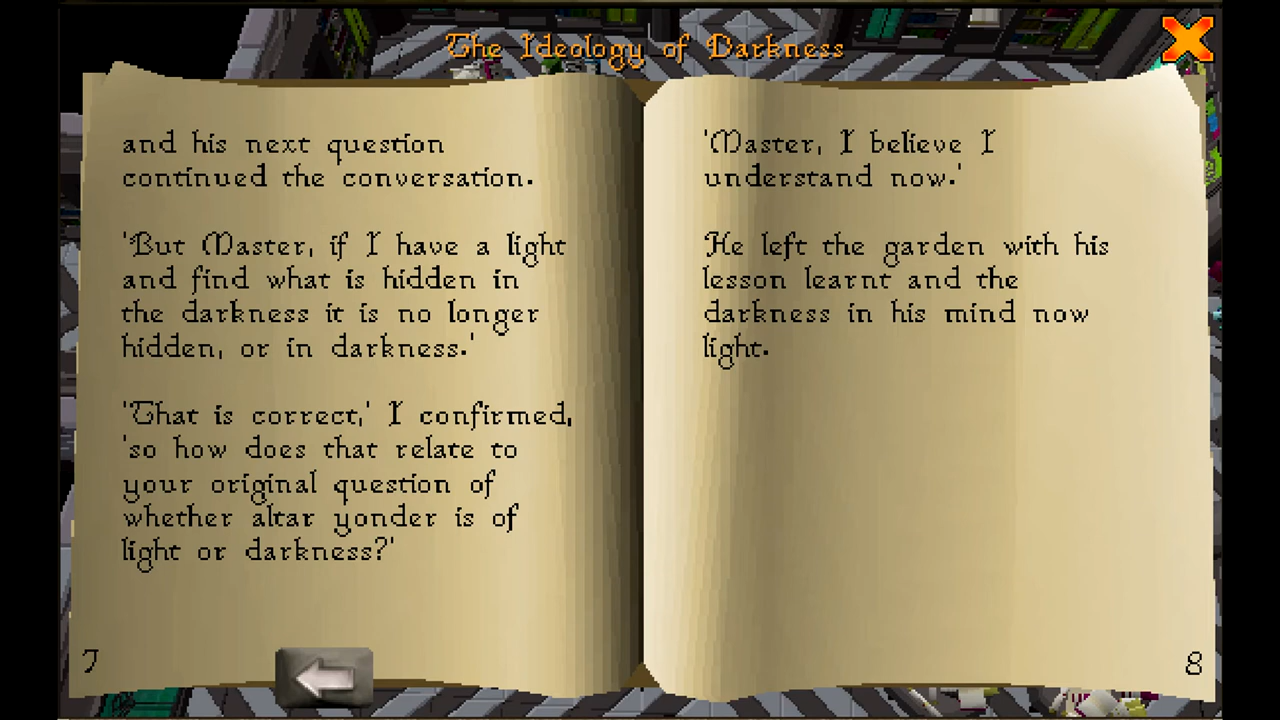 The Ideology of Darkness
and his next question
continued the conversation.
'But Master, if I have a light
and find what is hidden in
the darkness it is no longer
hidden, or in darkness.'
'That is correct,' I confirmed,
'so how does that relate to
your original question of
whether altar yonder is of
light or darkness?'
7
'Master, I believe I
understand now.'
He left the garden with his
lesson learnt and the
darkness in his mind now
light.
8